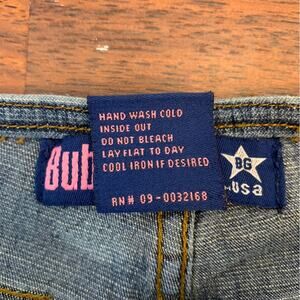 HAND WASH COLD
INSIDE OUT
DO NOT BLEACH
LAY FLAT TO DAY
COOL IRON IF DESIRED
RN# 09-0032168
Bub
BG
usa